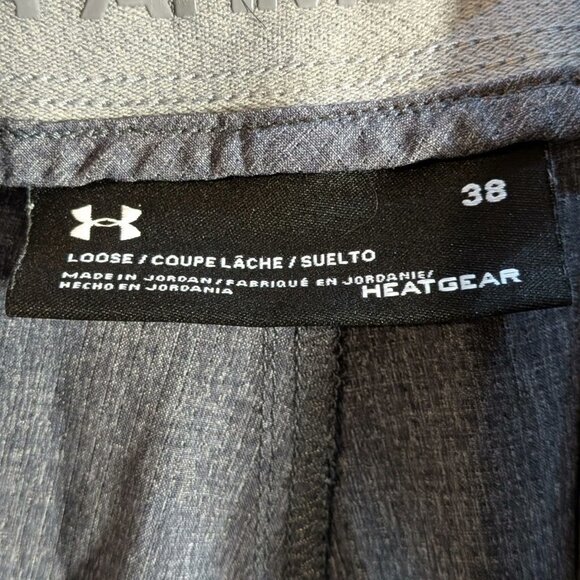 38
LOOSE / COUPE LÂCHE / SUELTO
MADE IN JORDAN / FABRIQUÉ EN JORDANIE/
HECHO EN JORDANIA
HEATGEAR